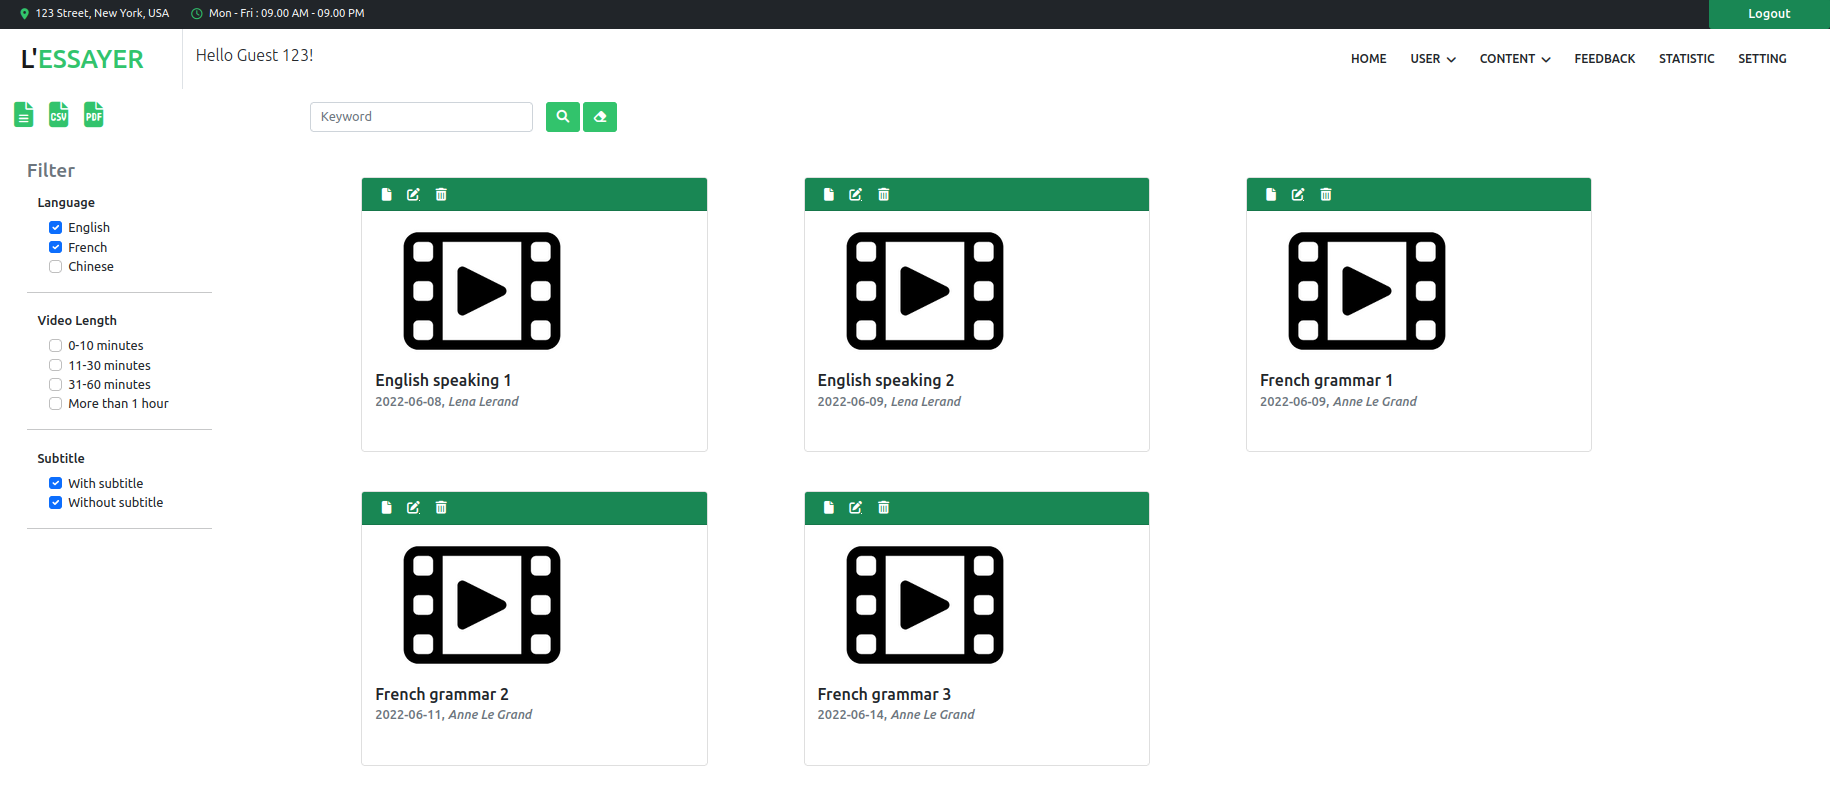 123 Street, New York, USA
Mon - Fri : 09.00 AM - 09.00 PM
Logout
L'ESSAYER
Hello Guest 123!
HOME
USER
CONTENT
FEEDBACK
STATISTIC
SETTING
CSV
PDF
Keyword
Filter
Language
English
French
Chinese
Video Length
0-10 minutes
11-30 minutes
31-60 minutes
More than 1 hour
Subtitle
With subtitle
Without subtitle
English speaking 1
2022-06-08, Lena Lerand
English speaking 2
2022-06-09, Lena Lerand
French grammar 1
2022-06-09, Anne Le Grand
French grammar 2
2022-06-11, Anne Le Grand
French grammar 3
2022-06-14, Anne Le Grand